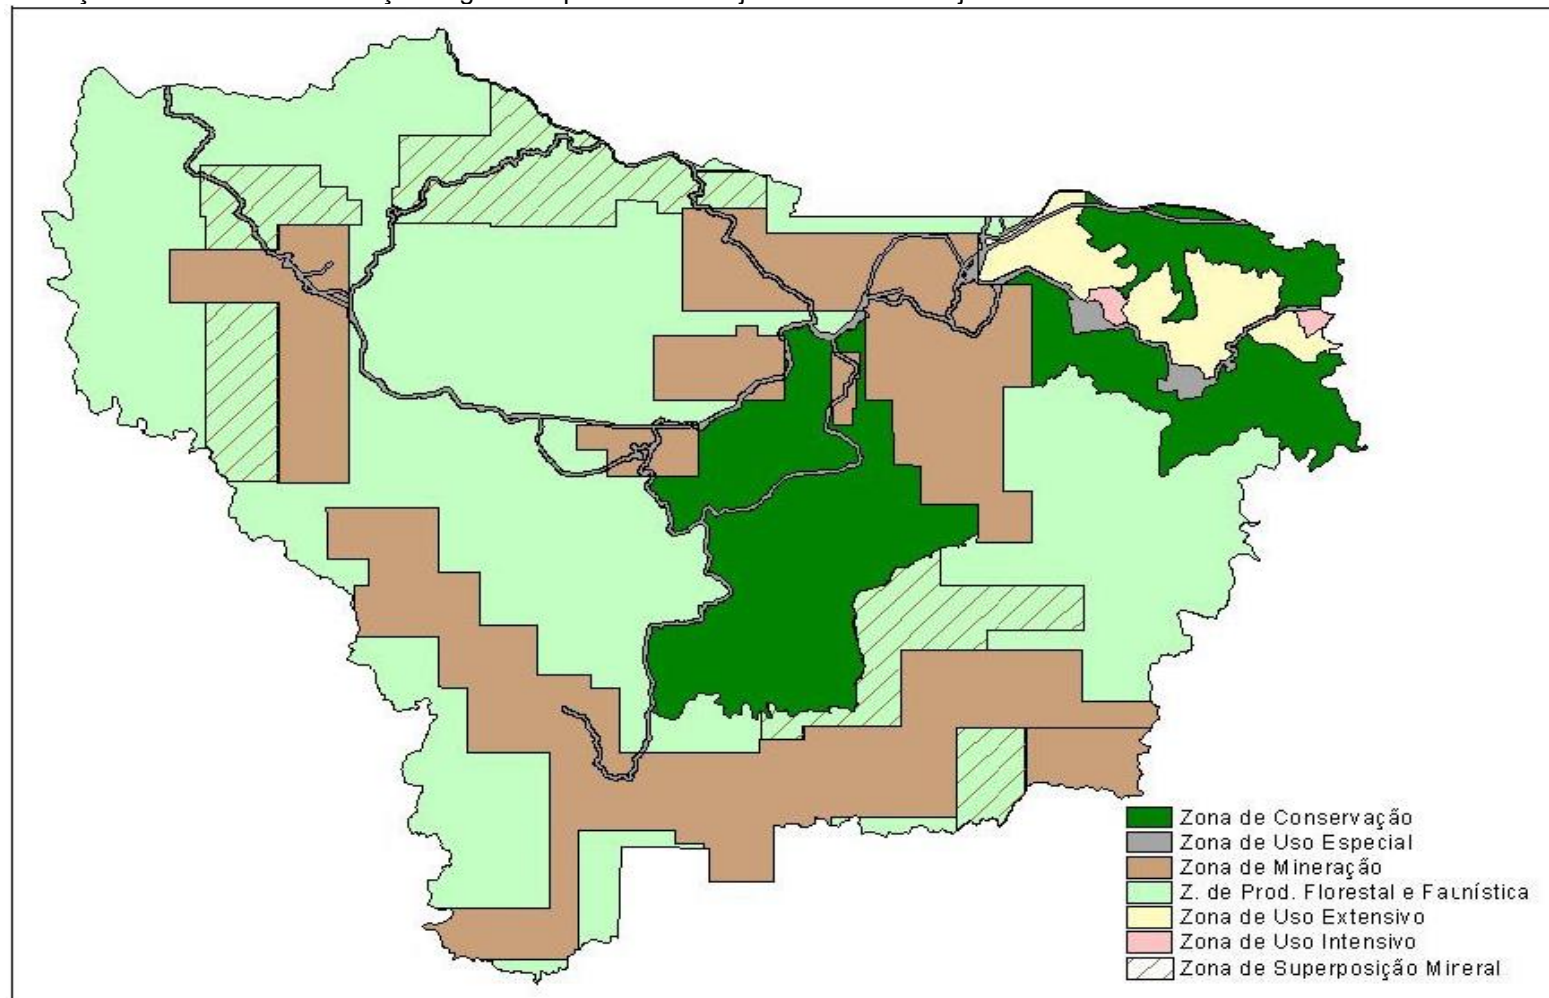 Zona de Conservação
Zona de Uso Especial
Zona de Mineração
Z. de Prod. Florestal e Faunística
Zona de Uso Extensivo
Zona de Uso Intensivo
Zona de Superposição Mireral